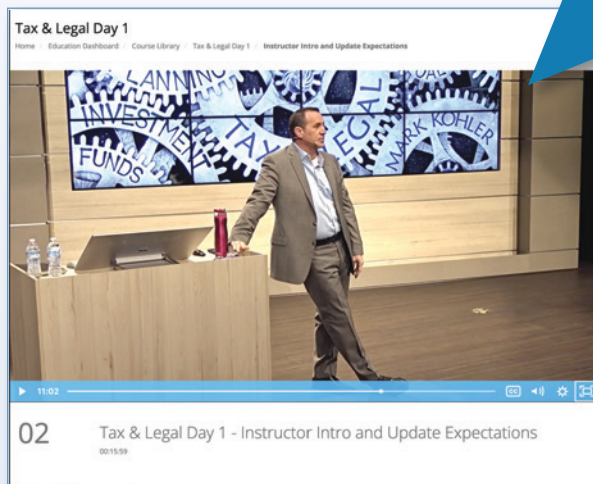 Tax & Legal Day 1
Home / Education Dashboard / Course Library / Tax & Legal Day 1 / Instructor Intro and Update Expectations
PLANNING
INVESTMENT
TAX
LEGAL
FUNDS
MARK KOHLER
11:02
CC
02
Tax & Legal Day 1 - Instructor Intro and Update Expectations
00:15:59